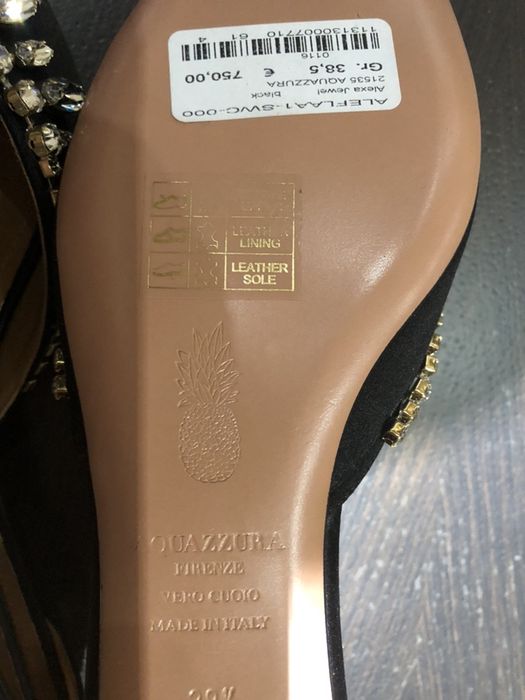 ALEFLAA1-SWC-000
Alexa Jewel black
21535 AQUAZZURA
Gr. 38,5 € 750,00
0116
113130007710 61 4
LEATHER
LINING
LEATHER
SOLE
AQUAZZURA
FIRENZE
VERO CUOIO
MADE IN ITALY